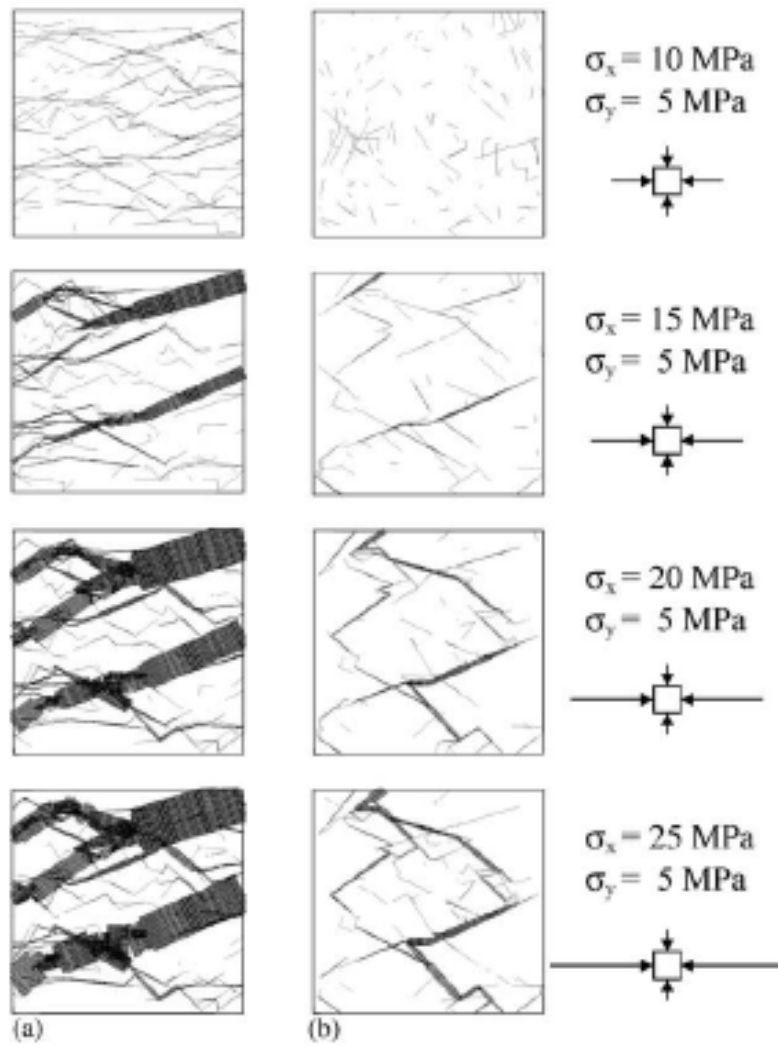 σx = 10 MPa
σy = 5 MPa
σx = 15 MPa
σy = 5 MPa
σx = 20 MPa
σy = 5 MPa
σx = 25 MPa
σy = 5 MPa
(a)
(b)